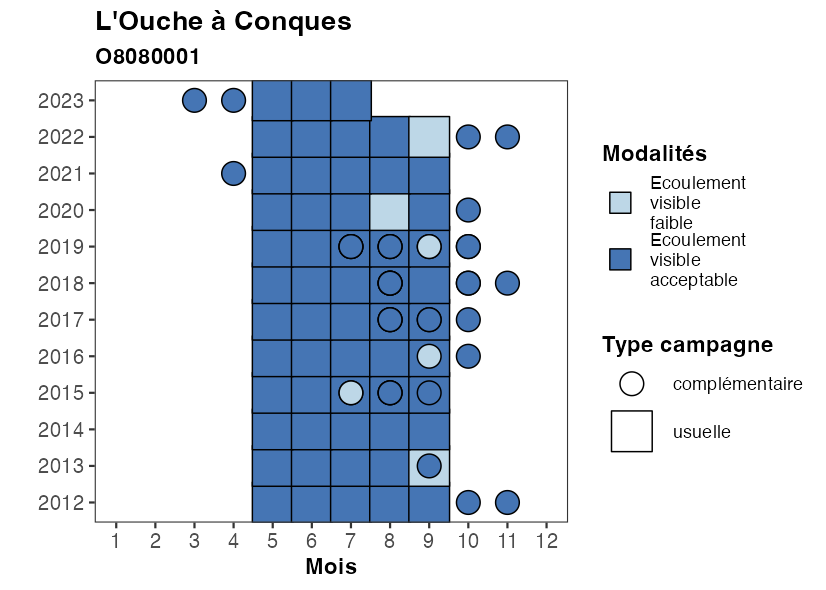 L'Ouche à Conques
O8080001
2023
2022
2021
2020
2019
2018
2017
2016
2015
2014
2013
2012
1 2 3 4 5 6 7 8 9 10 11 12
Mois
Modalités
Ecoulement
visible
faible
Ecoulement
visible
acceptable
Type campagne
complémentaire
usuelle